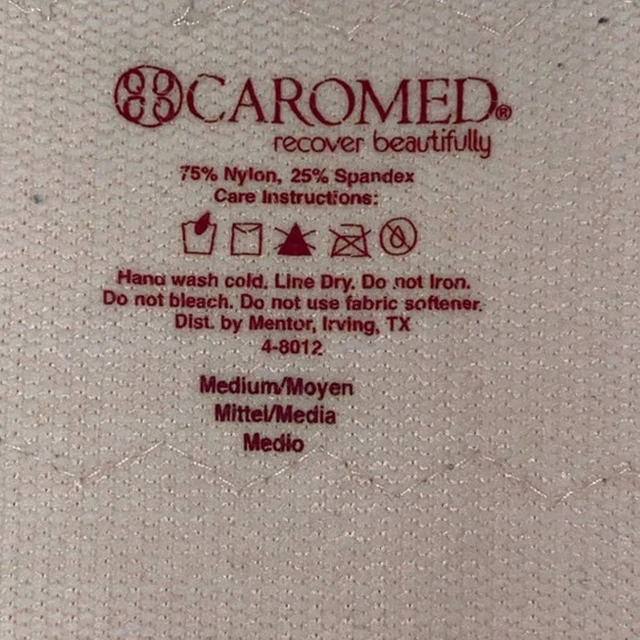 CAROMED®
recover beautifully
75% Nylon, 25% Spandex
Care Instructions:
Hand wash cold. Line Dry. Do not Iron.
Do not bleach. Do not use fabric softener.
Dist. by Mentor, Irving, TX
4-8012
Medium/Moyen
Mittel/Media
Medio